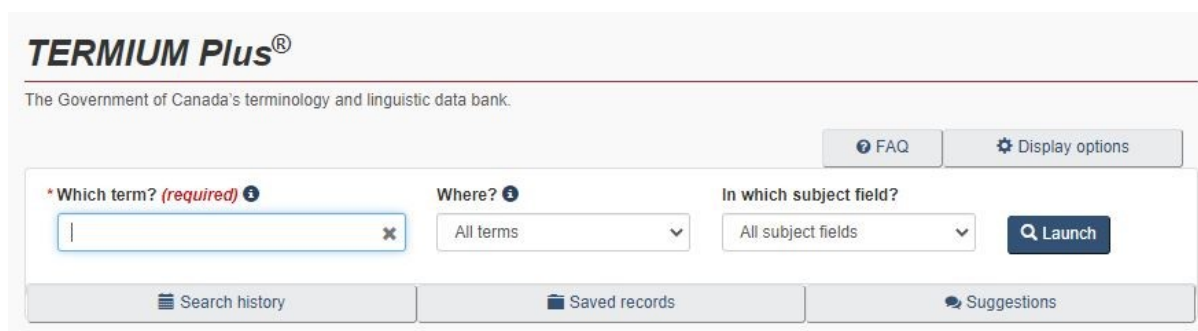 TERMIUM Plus®
The Government of Canada's terminology and linguistic data bank.
FAQ Display options
* Which term? (required) Where? In which subject field?
All terms All subject fields Launch
Search history Saved records Suggestions